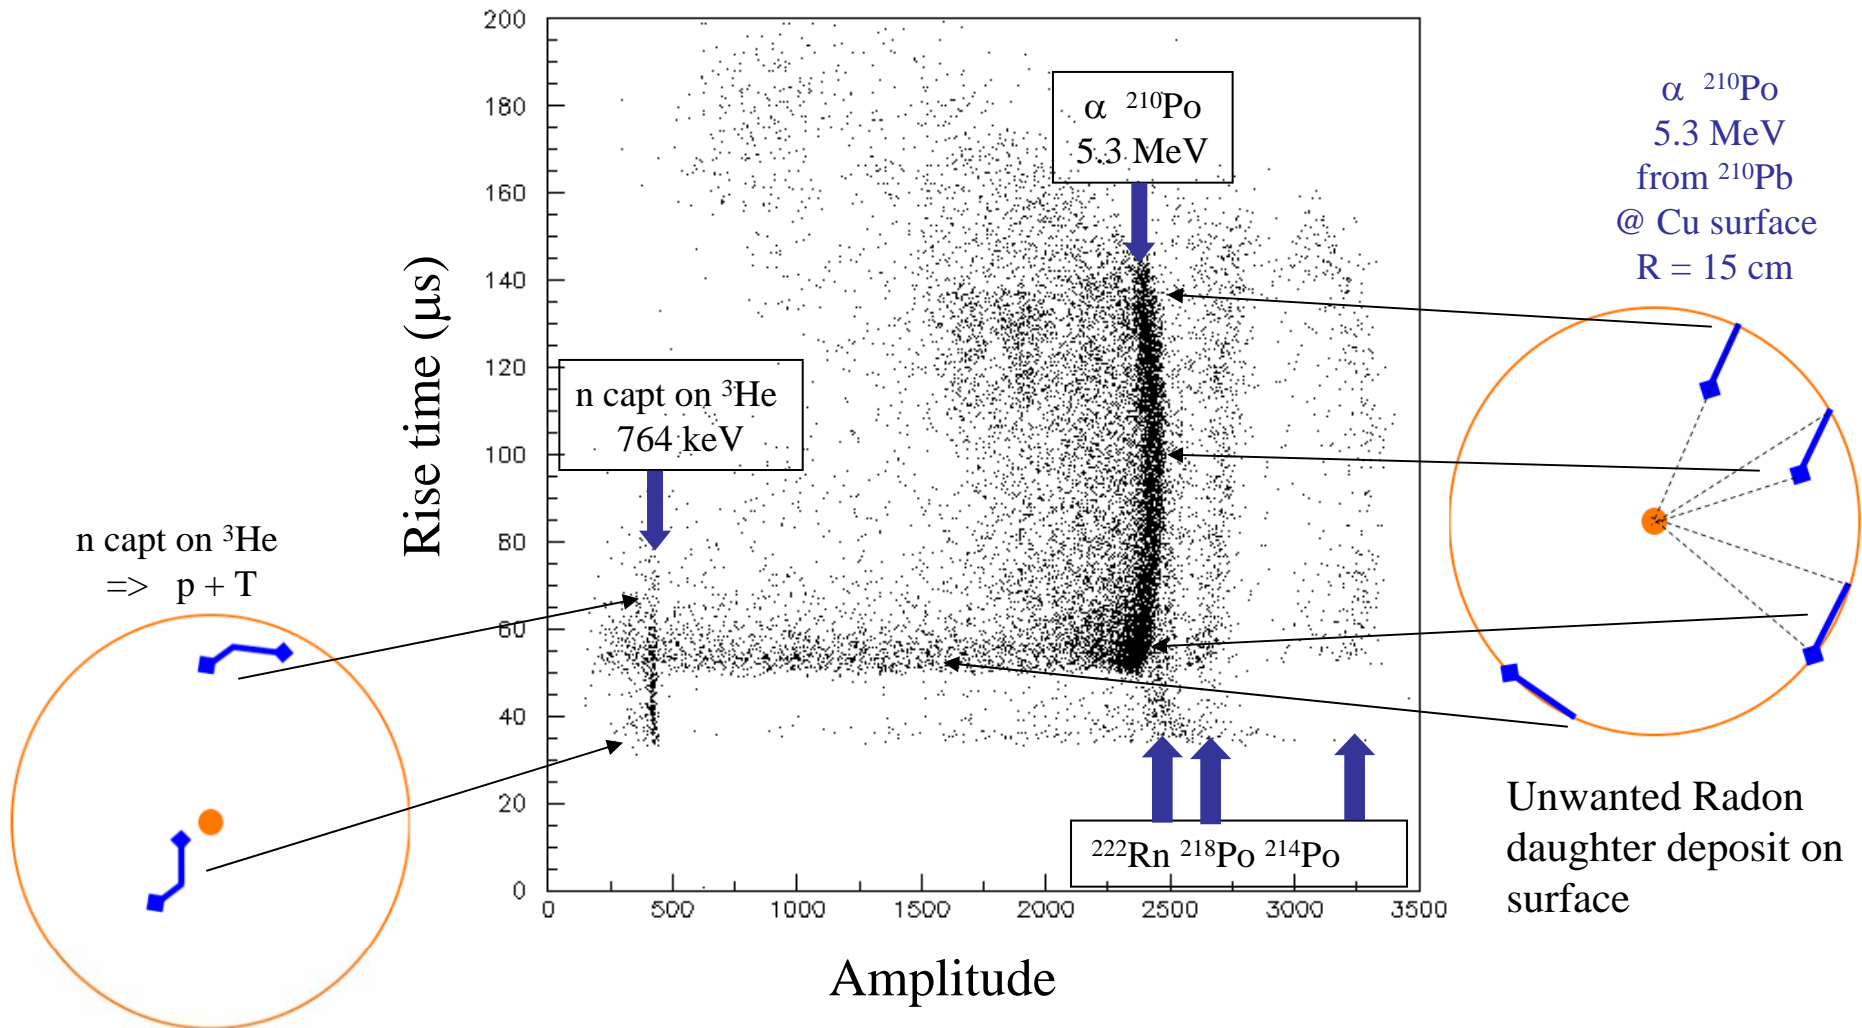 200
180
160
140
120
100
80
60
40
20
0
0 500 1000 1500 2000 2500 3000 3500
Rise time (μs)
Amplitude
α ²¹⁰Po
5.3 MeV
n capt on ³He
764 keV
²²²Rn ²¹⁸Po ²¹⁴Po
n capt on ³He
=> p + T
α ²¹⁰Po
5.3 MeV
from ²¹⁰Pb
@ Cu surface
R = 15 cm
Unwanted Radon
daughter deposit on
surface